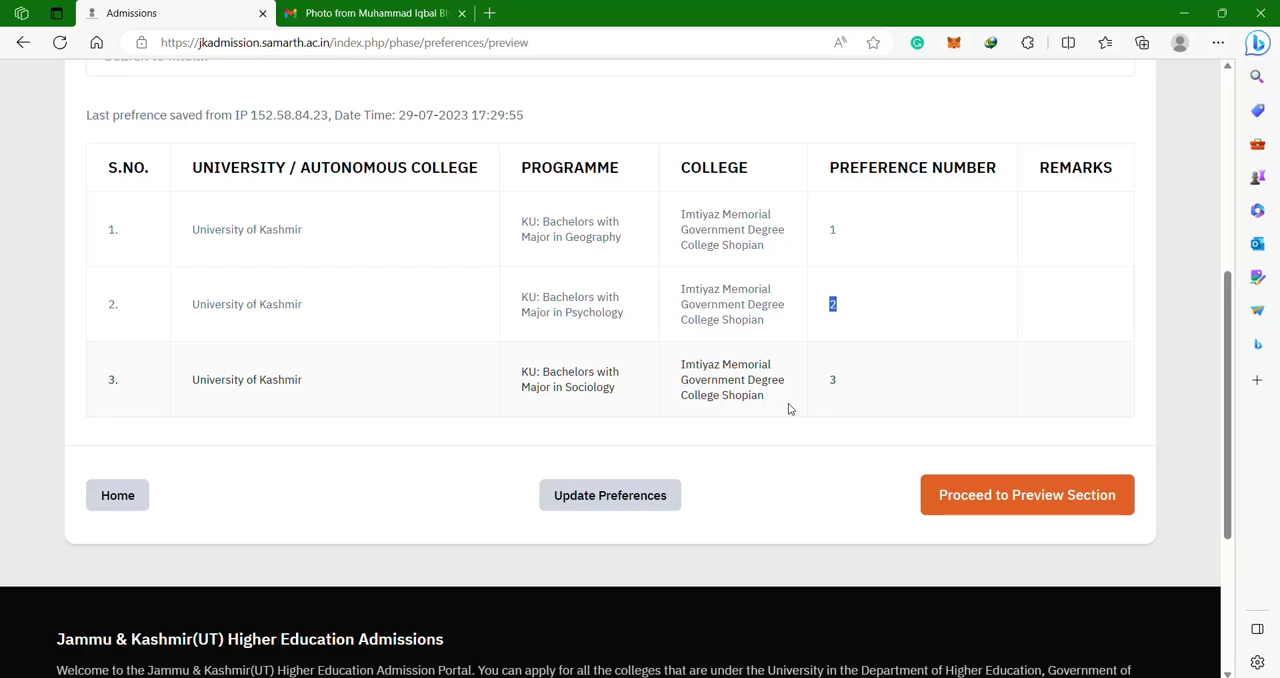 Admissions
Photo from Muhammad Iqbal Bh
https://jkadmission.samarth.ac.in/index.php/phase/preferences/preview
Last prefrence saved from IP 152.58.84.23, Date Time: 29-07-2023 17:29:55
S.NO. UNIVERSITY / AUTONOMOUS COLLEGE PROGRAMME COLLEGE PREFERENCE NUMBER REMARKS
1. University of Kashmir KU: Bachelors with Major in Geography Imtiyaz Memorial Government Degree College Shopian 1
2. University of Kashmir KU: Bachelors with Major in Psychology Imtiyaz Memorial Government Degree College Shopian 2
3. University of Kashmir KU: Bachelors with Major in Sociology Imtiyaz Memorial Government Degree College Shopian 3
Home Update Preferences Proceed to Preview Section
Jammu & Kashmir(UT) Higher Education Admissions
Welcome to the Jammu & Kashmir(UT) Higher Education Admission Portal. You can apply for all the colleges that are under the University in the Department of Higher Education, Government of